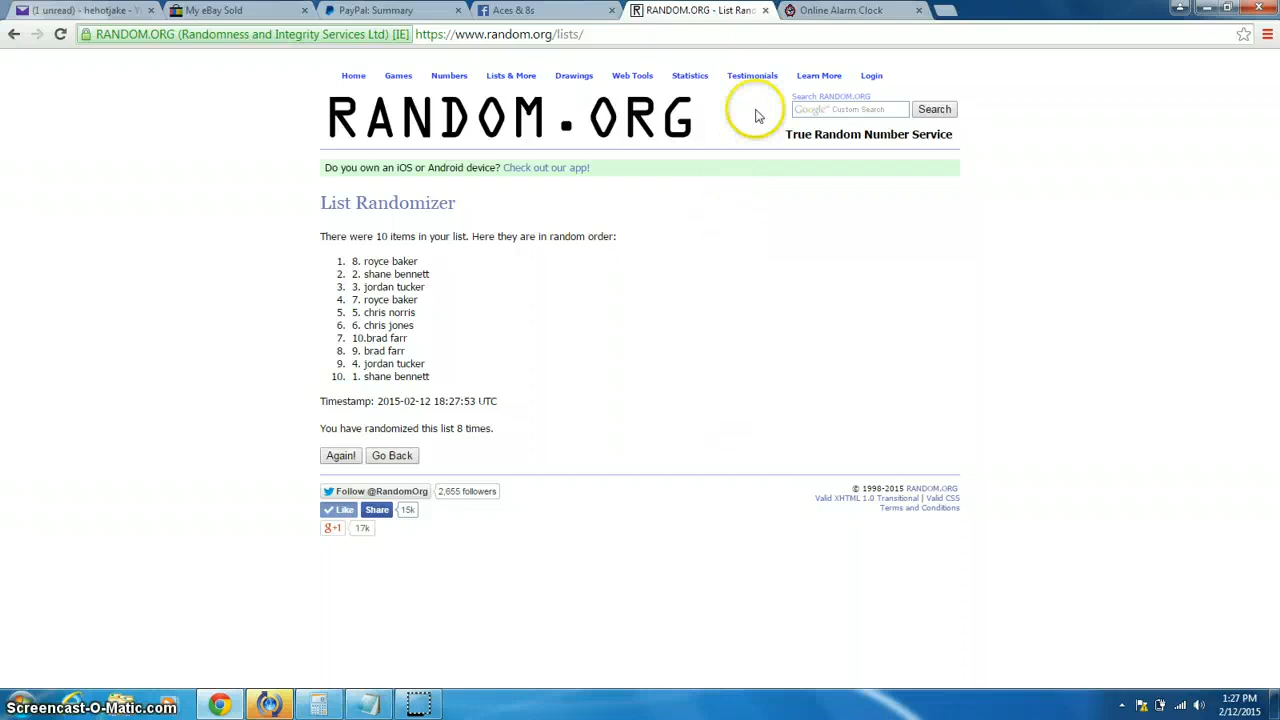 (1 unread) - hehotjake - My eBay Sold PayPal: Summary Aces & 8s RANDOM.ORG - List Ran Online Alarm Clock
RANDOM.ORG (Randomness and Integrity Services Ltd) [IE] https://www.random.org/lists/
Home Games Numbers Lists & More Drawings Web Tools Statistics Testimonials Learn More Login
RANDOM.ORG
Search RANDOM.ORG
Google™ Custom Search Search
True Random Number Service
Do you own an iOS or Android device? Check out our app!
List Randomizer
There were 10 items in your list. Here they are in random order:
1. 8. royce baker
2. 2. shane bennett
3. 3. jordan tucker
4. 7. royce baker
5. 5. chris norris
6. 6. chris jones
7. 10.brad farr
8. 9. brad farr
9. 4. jordan tucker
10. 1. shane bennett
Timestamp: 2015-02-12 18:27:53 UTC
You have randomized this list 8 times.
Again! Go Back
Follow @RandomOrg 2,655 followers
Like Share 15k
g+1 17k
© 1998-2015 RANDOM.ORG
Valid XHTML 1.0 Transitional | Valid CSS
Terms and Conditions
Screencast-O-Matic.com
1:27 PM
2/12/2015